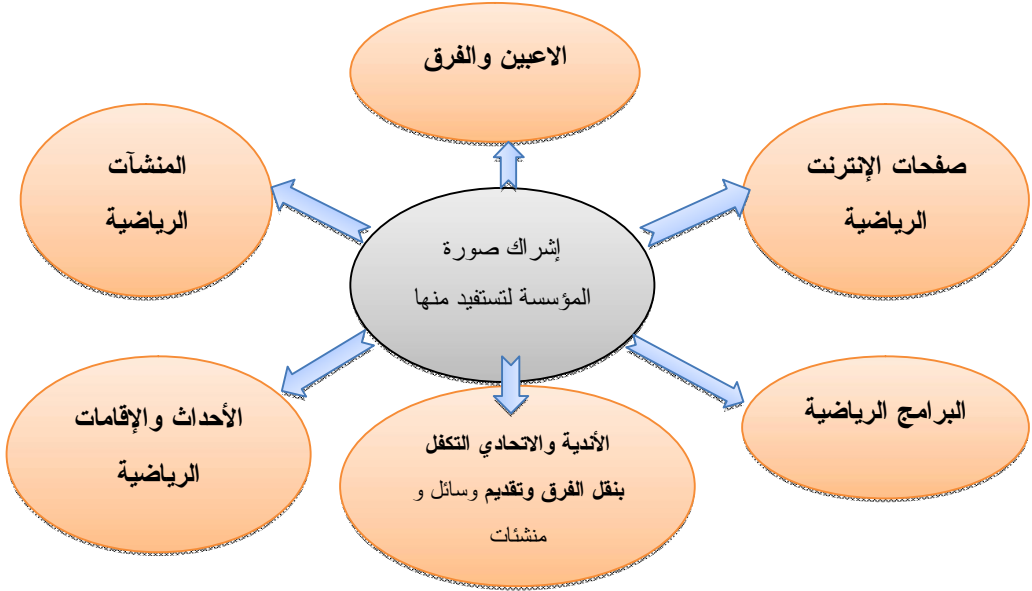 الاعبين والفرق
صفحات الإنترنت
الرياضية
المنشآت
الرياضية
إشراك صورة
المؤسسة لتستفيد منها
البرامج الرياضية
الأندية والاتحادي التكفل
بنقل الفرق وتقديم وسائل و
منشئات
الأحداث والإقامات
الرياضية